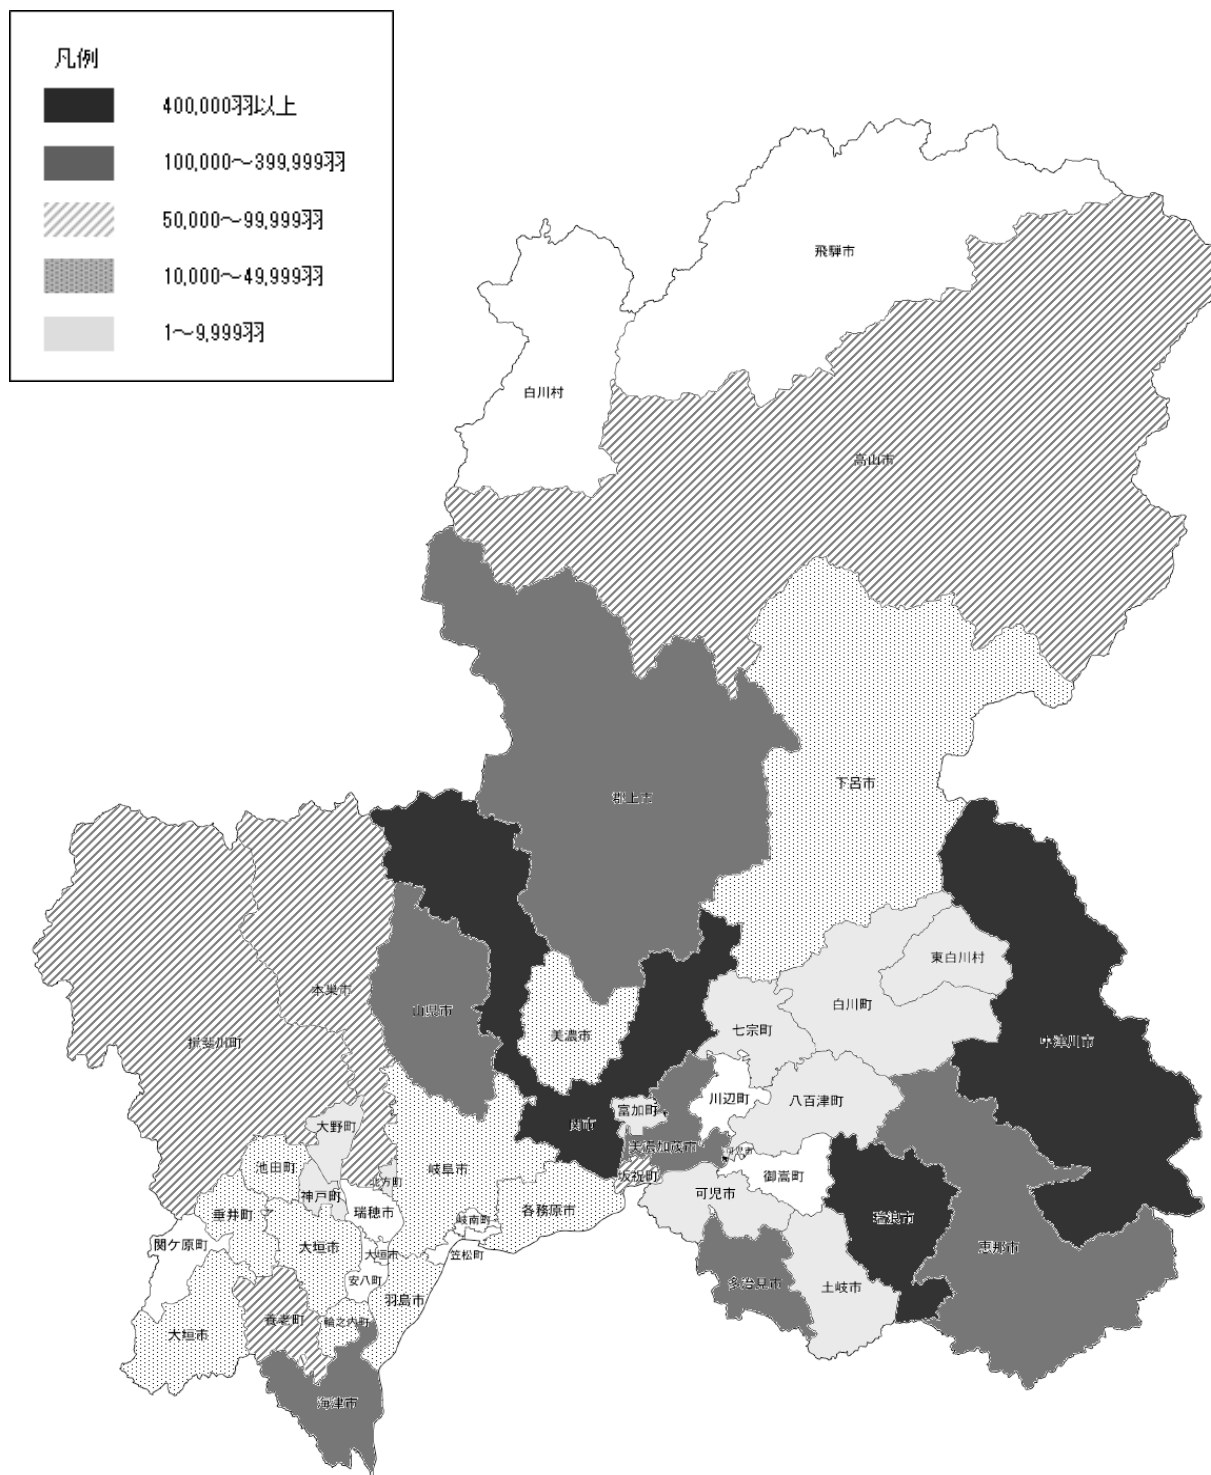 凡例
400,000羽以上
100,000～399,999羽
50,000～99,999羽
10,000～49,999羽
1～9,999羽
飛騨市
白川村
高山市
下呂市
郡上市
東白川村
本巣市
白川町
山県市
七宗町
美濃市
中津川市
揖斐川町
川辺町
八百津町
富加町
関市
大野町
美濃加茂市
池田町
岐阜市
坂祝町
御嵩町
北方町
神戸町
可児市
瑞穂市
各務原市
垂井町
岐南町
瑞浪市
関ケ原町
大垣市
大垣市
笠松町
恵那市
安八町
多治見市
土岐市
羽島市
養老町
輪之内町
大垣市
海津市